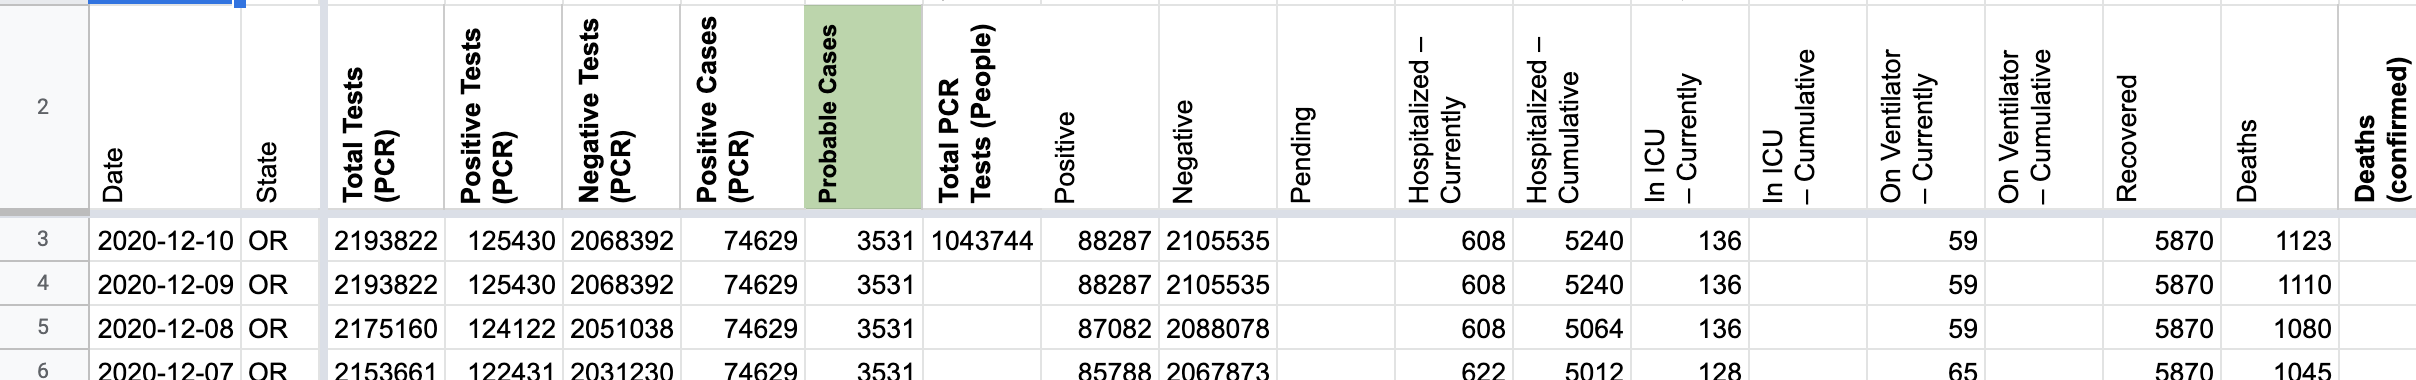 2
Date
State
Total Tests
(PCR)
Positive Tests
(PCR)
Negative Tests
(PCR)
Positive Cases
(PCR)
Probable Cases
Total PCR
Tests (People)
Positive
Negative
Pending
Hospitalized –
Currently
Hospitalized –
Cumulative
In ICU
– Currently
In ICU
– Cumulative
On Ventilator
– Currently
On Ventilator
– Cumulative
Recovered
Deaths
Deaths
(confirmed)
3 2020-12-10 OR 2193822 125430 2068392 74629 3531 1043744 88287 2105535 608 5240 136 59 5870 1123
4 2020-12-09 OR 2193822 125430 2068392 74629 3531 88287 2105535 608 5240 136 59 5870 1110
5 2020-12-08 OR 2175160 124122 2051038 74629 3531 87082 2088078 608 5064 136 59 5870 1080
6 2020-12-07 OR 2153661 122431 2031230 74629 3531 85788 2067873 622 5012 128 65 5870 1045